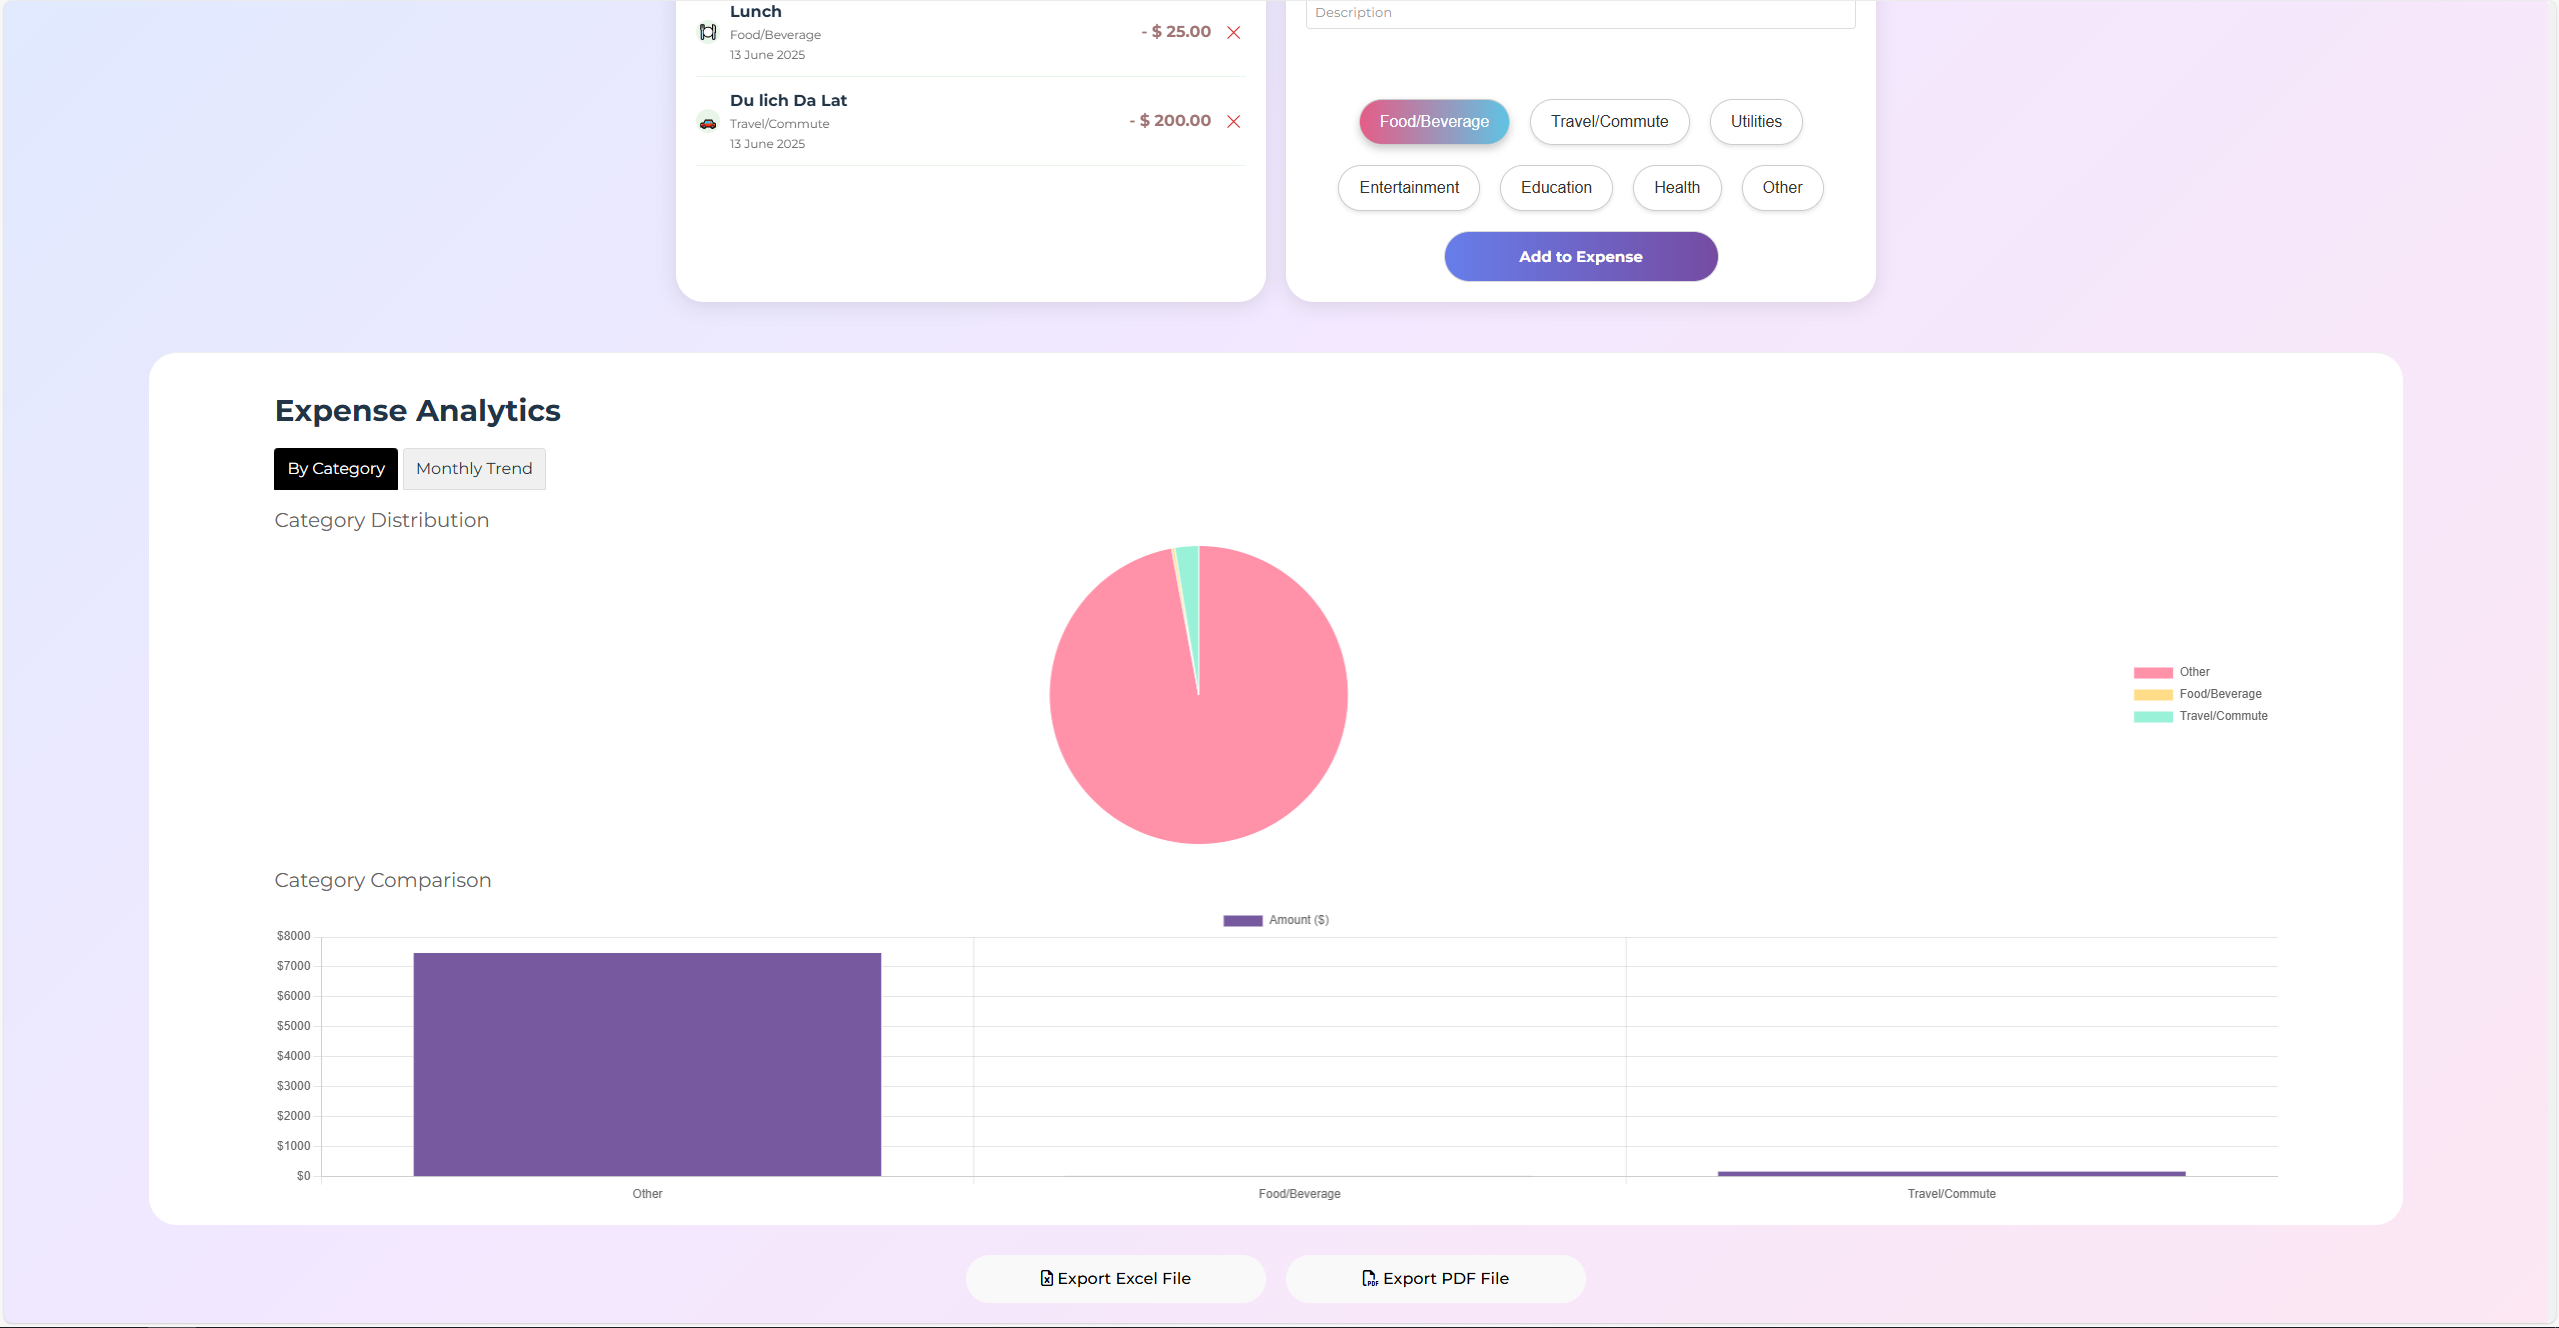 Lunch
Food/Beverage
13 June 2025
- $ 25.00
Du lich Da Lat
Travel/Commute
13 June 2025
- $ 200.00
Description
Food/Beverage
Travel/Commute
Utilities
Entertainment
Education
Health
Other
Add to Expense
Expense Analytics
By Category
Monthly Trend
Category Distribution
Other
Food/Beverage
Travel/Commute
Category Comparison
Amount ($)
$8000
$7000
$6000
$5000
$4000
$3000
$2000
$1000
$0
Other
Food/Beverage
Travel/Commute
Export Excel File
Export PDF File